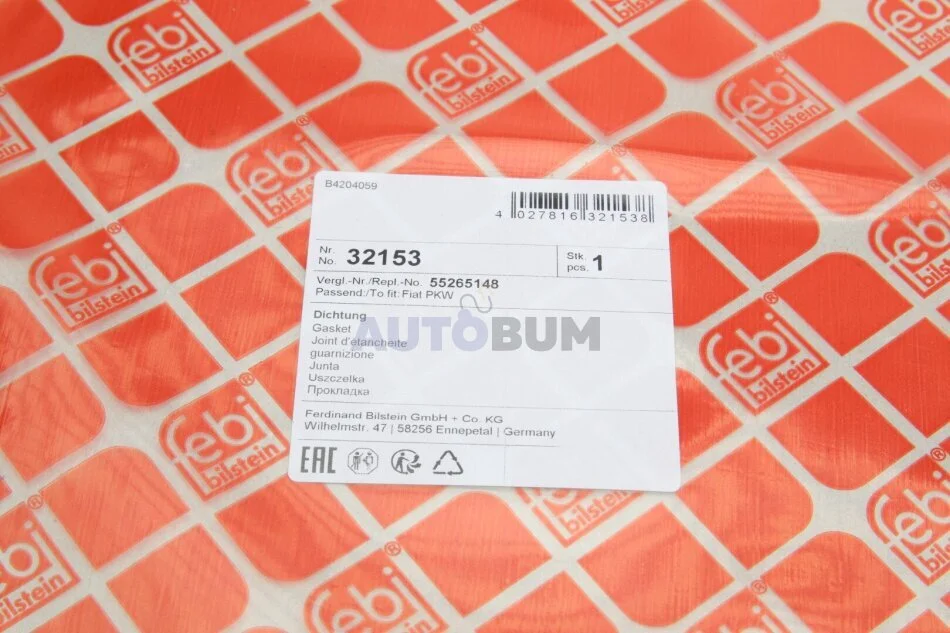 febi
bilstein
B4204059
4 027816 321538
Nr.
No. 32153
Stk.
pos. 1
Vergl.-Nr./Repl.-No. 55265148
Passend:/To fit: Fiat PKW
Dichtung
Gasket
Joint d'etancheite
guarnizione
Junta
Uszczelka
Прокладка
AUTOBUM
Ferdinand Bilstein GmbH + Co. KG
Wilhelmstr. 47 | 58256 Ennepetal | Germany
EAC